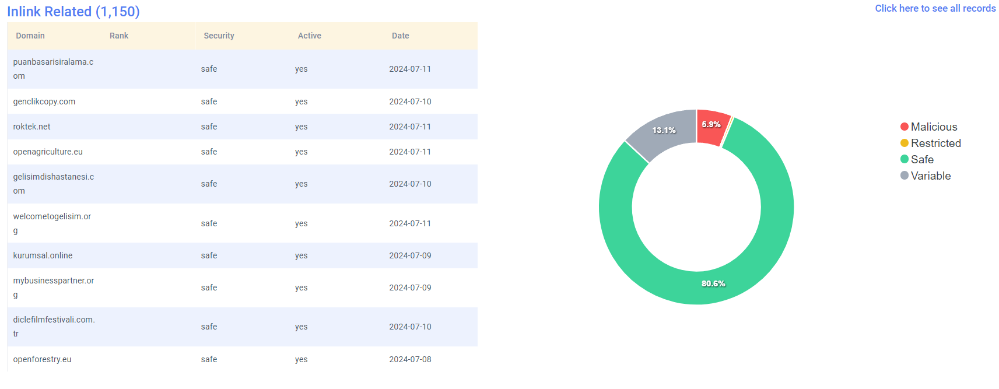 Inlink Related (1,150)
Click here to see all records
Domain Rank Security Active Date
puanbasarisiralama.c
om
safe yes 2024-07-11
genclikcopy.com safe yes 2024-07-10
roktek.net safe yes 2024-07-11
openagriculture.eu safe yes 2024-07-11
gelisimdishastanesi.c
om
safe yes 2024-07-10
welcometogelisim.or
g
safe yes 2024-07-11
kurumsal.online safe yes 2024-07-09
mybusinesspartner.or
g
safe yes 2024-07-09
diclefilmfestivali.com.
tr
safe yes 2024-07-10
openforestry.eu safe yes 2024-07-08
5.9%
13.1%
80.6%
Malicious
Restricted
Safe
Variable